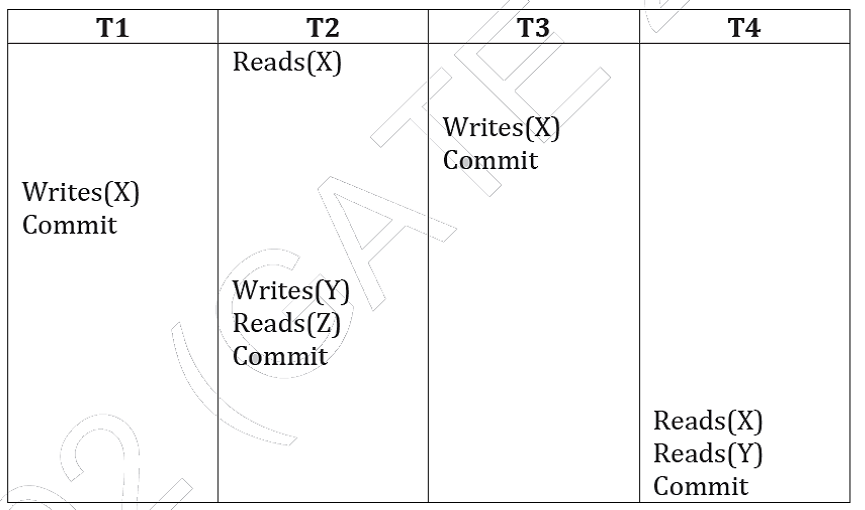 T1 T2 T3 T4
Reads(X)
Writes(X)
Commit
Writes(X)
Commit
Writes(Y)
Reads(Z)
Commit
Reads(X)
Reads(Y)
Commit